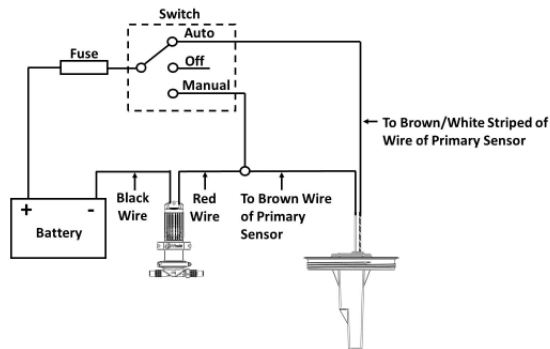 Switch
Auto
Fuse
Off
Manual
To Brown/White Striped of
Wire of Primary Sensor
Black
Wire
Red
Wire
To Brown Wire
of Primary
Sensor
+ -
Battery